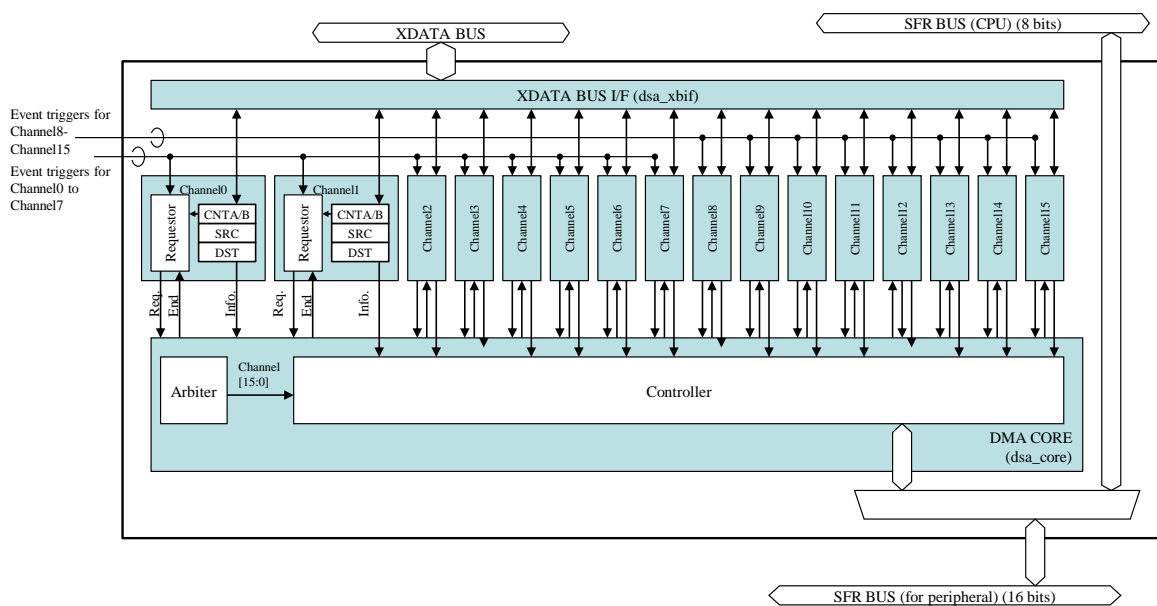 XDATA BUS
SFR BUS (CPU) (8 bits)
XDATA BUS I/F (dsa_xbif)
Event triggers for
Channel8-
Channel15
Event triggers for
Channel0 to
Channel7
Channel0
Requestor
CNTA/B
SRC
DST
Channel1
Requestor
CNTA/B
SRC
DST
Channel2
Channel3
Channel4
Channel5
Channel6
Channel7
Channel8
Channel9
Channel10
Channel11
Channel12
Channel13
Channel14
Channel15
Req.
End
Info.
Req.
End
Info.
Arbiter
Channel
[15:0]
Controller
DMA CORE
(dsa_core)
SFR BUS (for peripheral) (16 bits)